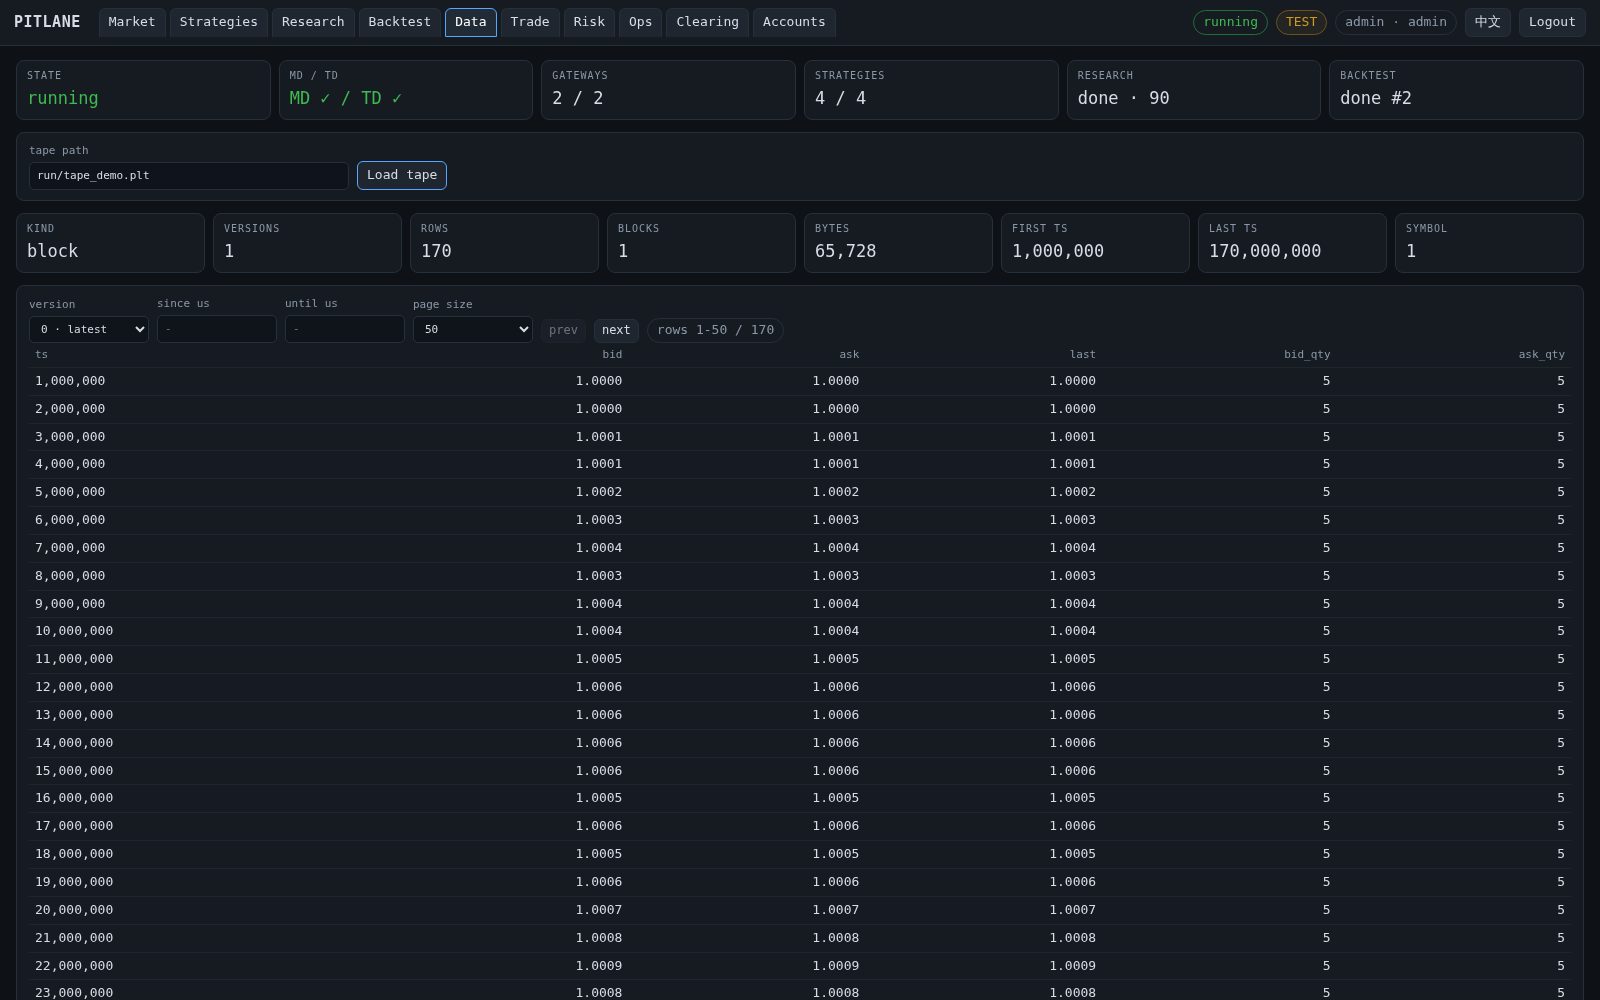 PITLANE Market Strategies Research Backtest Data Trade Risk Ops Clearing Accounts running TEST admin · admin 中文 Logout
STATE MD / TD GATEWAYS STRATEGIES RESEARCH BACKTEST
running MD ✓ / TD ✓ 2 / 2 4 / 4 done · 90 done #2
tape path
run/tape_demo.plt Load tape
KIND VERSIONS ROWS BLOCKS BYTES FIRST TS LAST TS SYMBOL
block 1 170 1 65,728 1,000,000 170,000,000 1
version since us until us page size
0 · latest - - 50 prev next rows 1-50 / 170
ts bid ask last bid_qty ask_qty
1,000,000 1.0000 1.0000 1.0000 5 5
2,000,000 1.0000 1.0000 1.0000 5 5
3,000,000 1.0001 1.0001 1.0001 5 5
4,000,000 1.0001 1.0001 1.0001 5 5
5,000,000 1.0002 1.0002 1.0002 5 5
6,000,000 1.0003 1.0003 1.0003 5 5
7,000,000 1.0004 1.0004 1.0004 5 5
8,000,000 1.0003 1.0003 1.0003 5 5
9,000,000 1.0004 1.0004 1.0004 5 5
10,000,000 1.0004 1.0004 1.0004 5 5
11,000,000 1.0005 1.0005 1.0005 5 5
12,000,000 1.0006 1.0006 1.0006 5 5
13,000,000 1.0006 1.0006 1.0006 5 5
14,000,000 1.0006 1.0006 1.0006 5 5
15,000,000 1.0006 1.0006 1.0006 5 5
16,000,000 1.0005 1.0005 1.0005 5 5
17,000,000 1.0006 1.0006 1.0006 5 5
18,000,000 1.0005 1.0005 1.0005 5 5
19,000,000 1.0006 1.0006 1.0006 5 5
20,000,000 1.0007 1.0007 1.0007 5 5
21,000,000 1.0008 1.0008 1.0008 5 5
22,000,000 1.0009 1.0009 1.0009 5 5
23,000,000 1.0008 1.0008 1.0008 5 5